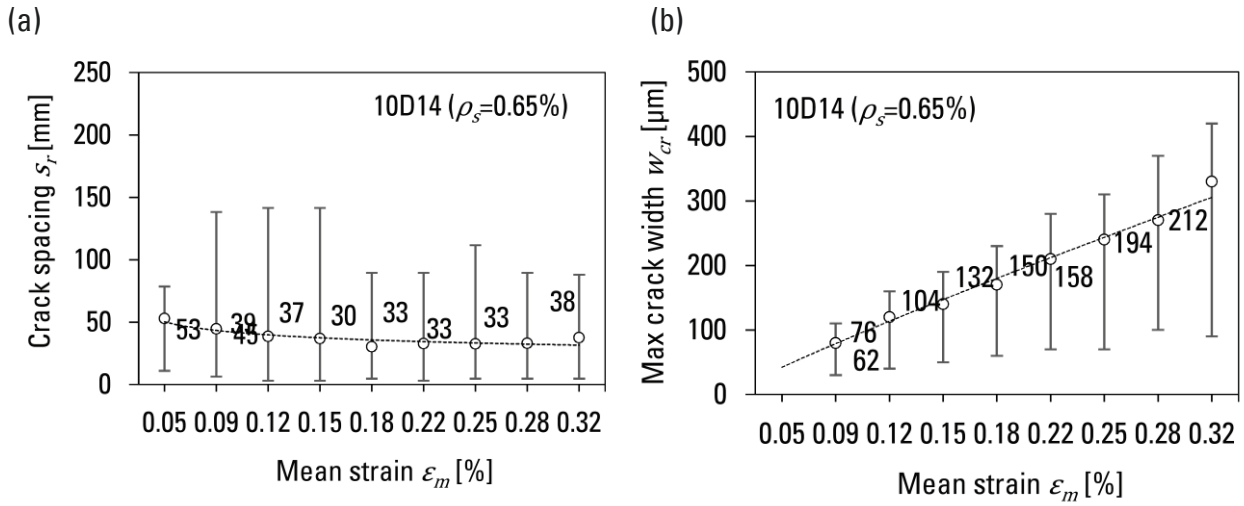 (a)
250
200
150
100
50
0
Crack spacing s_r [mm]
10D14 (ρ_s=0.65%)
53
39
45
37
30
33
33
33
38
0.05 0.09 0.12 0.15 0.18 0.22 0.25 0.28 0.32
Mean strain ε_m [%]
(b)
500
400
300
200
100
0
Max crack width w_cr [µm]
10D14 (ρ_s=0.65%)
76
62
104
132
150
158
194
212
0.05 0.09 0.12 0.15 0.18 0.22 0.25 0.28 0.32
Mean strain ε_m [%]